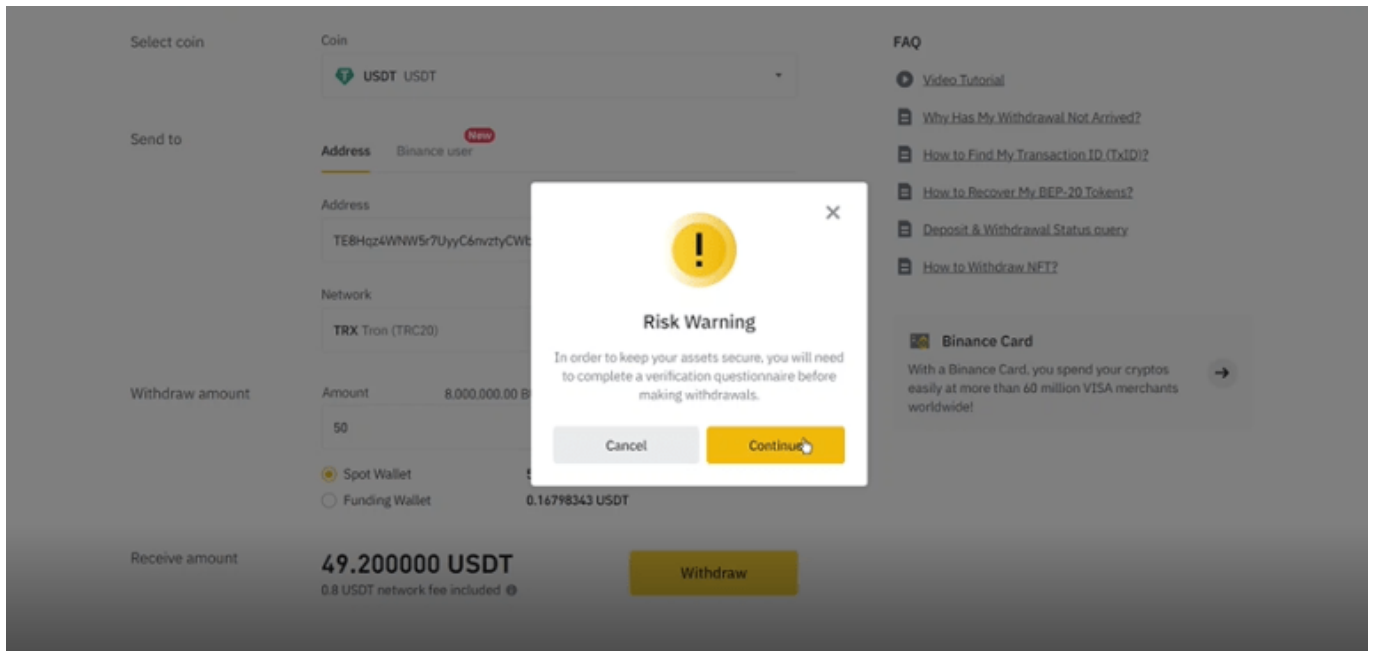 Select coin
Coin
USDT USDT
Send to
New
Address Binance user
Address
TE8Hqz4WNW5r7UyyC6nvztyCWb
Network
TRX Tron (TRC20)
Withdraw amount
Amount 8.000.000.00
50
Spot Wallet
Funding Wallet 0.16798343 USDT
Receive amount
49.200000 USDT
0.8 USDT network fee included
Withdraw
Risk Warning
In order to keep your assets secure, you will need
to complete a verification questionnaire before
making withdrawals.
Cancel Continue
FAQ
Video Tutorial
Why Has My Withdrawal Not Arrived?
How to Find My Transaction ID (TxID)?
How to Recover My BEP-20 Tokens?
Deposit & Withdrawal Status query
How to Withdraw NFT?
Binance Card
With a Binance Card, you spend your cryptos
easily at more than 60 million VISA merchants
worldwide!